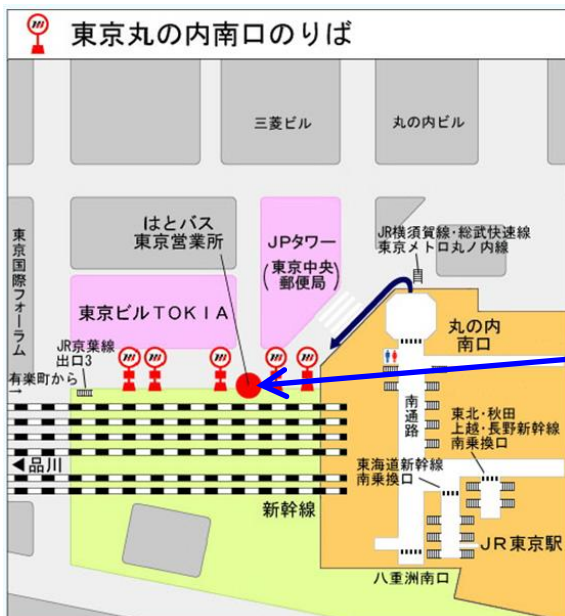 東京丸の内南口のりば
三菱ビル
丸の内ビル
はとバス
東京営業所
JPタワー
(東京中央
郵便局)
JR横須賀線・総武快速線
東京メトロ丸ノ内線
東京国際フォーラム
東京ビルTOKIA
丸の内
南口
JR京葉線
出口3
有楽町から
→
南通路
東北・秋田
上越・長野新幹線
南乗換口
◀品川
東海道新幹線
南乗換口
新幹線
JR東京駅
八重洲南口